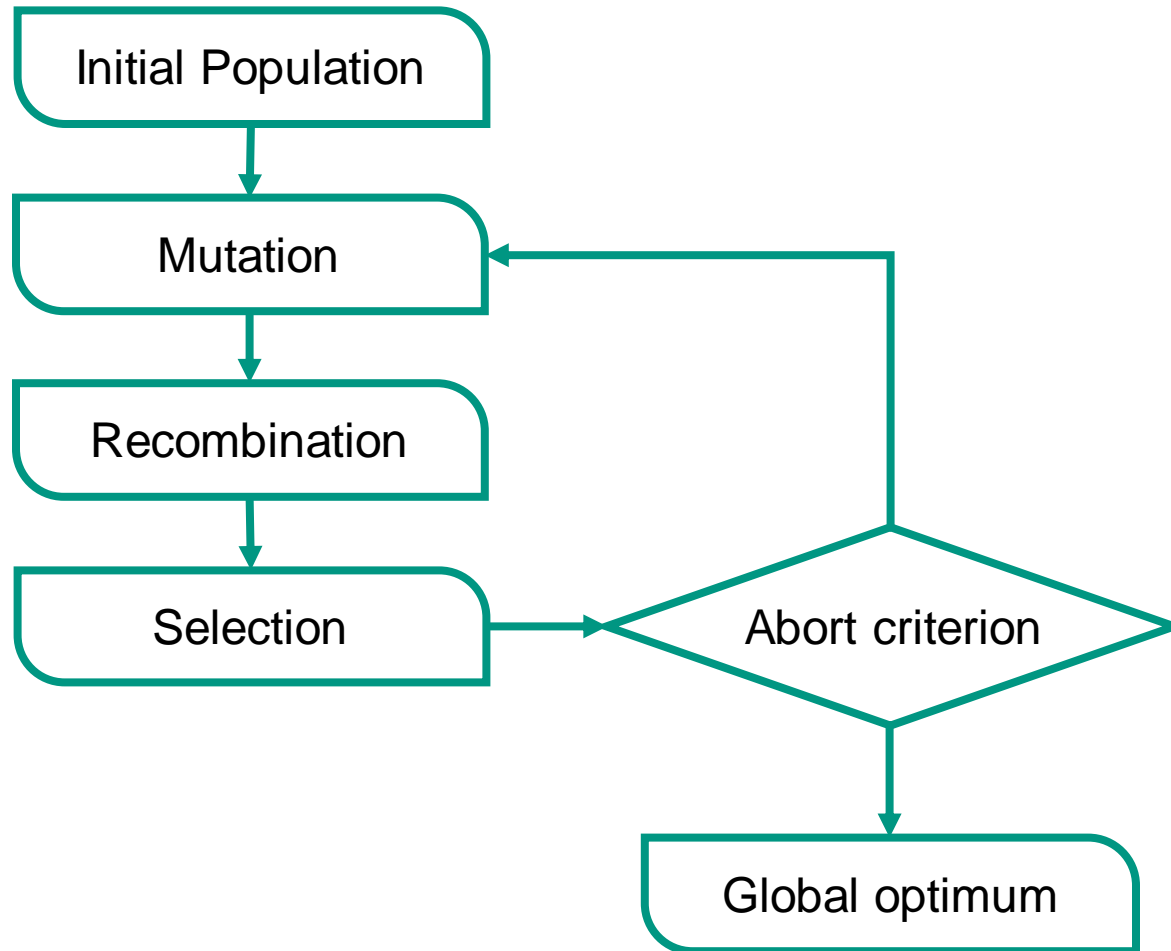 Initial Population
Mutation
Recombination
Selection
Abort criterion
Global optimum